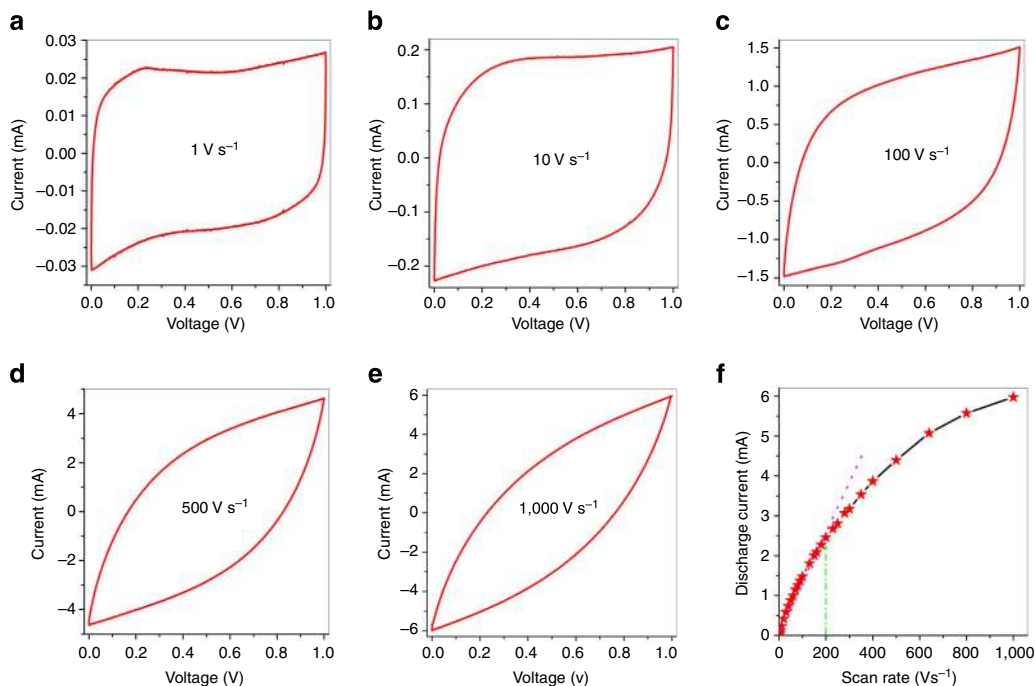 a
0.03
0.02
0.01
0.00
−0.01
−0.02
−0.03
Current (mA)
1 V s⁻¹
0.0 0.2 0.4 0.6 0.8 1.0
Voltage (V)
b
0.2
0.1
0.0
−0.1
−0.2
Current (mA)
10 V s⁻¹
0.0 0.2 0.4 0.6 0.8 1.0
Voltage (V)
c
1.5
1.0
0.5
0.0
−0.5
−1.0
−1.5
Current (mA)
100 V s⁻¹
0.0 0.2 0.4 0.6 0.8 1.0
Voltage (V)
d
4
2
0
−2
−4
Current (mA)
500 V s⁻¹
0.0 0.2 0.4 0.6 0.8 1.0
Voltage (V)
e
6
4
2
0
−2
−4
−6
Current (mA)
1,000 V s⁻¹
0.0 0.2 0.4 0.6 0.8 1.0
Voltage (v)
f
6
5
4
3
2
1
0
Discharge current (mA)
0 200 400 600 800 1,000
Scan rate (Vs⁻¹)